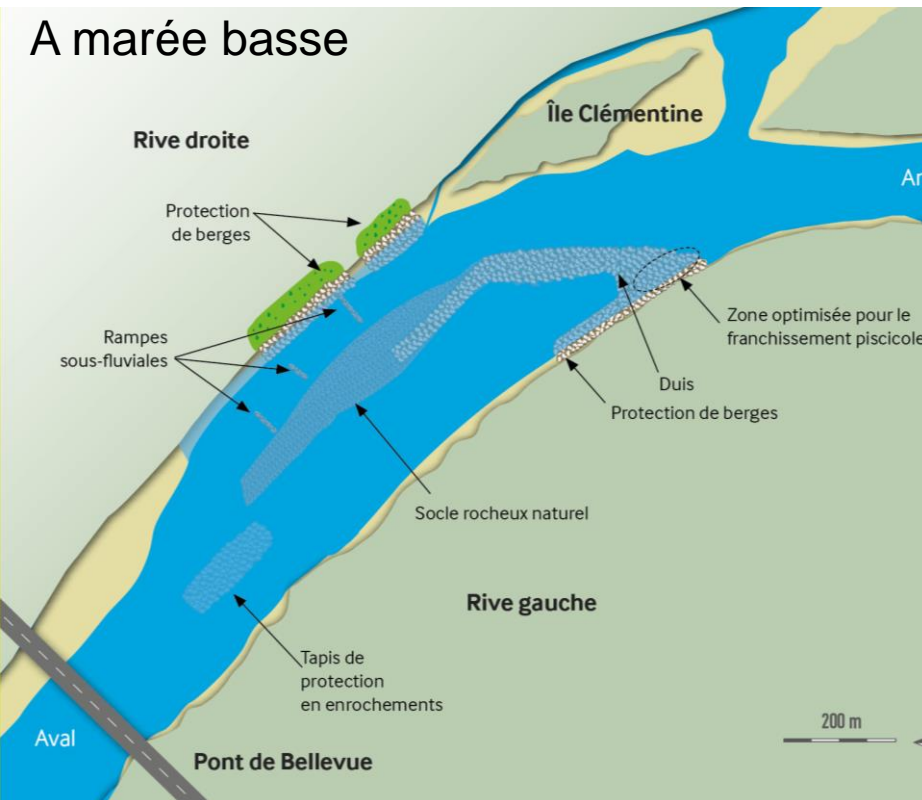 A marée basse
Île Clémentine
Rive droite
Protection
de berges
Rampes
sous-fluviales
Zone optimisée pour le
franchissement piscicole
Duis
Protection de berges
Socle rocheux naturel
Rive gauche
Tapis de
protection
en enrochements
200 m
Aval
Pont de Bellevue